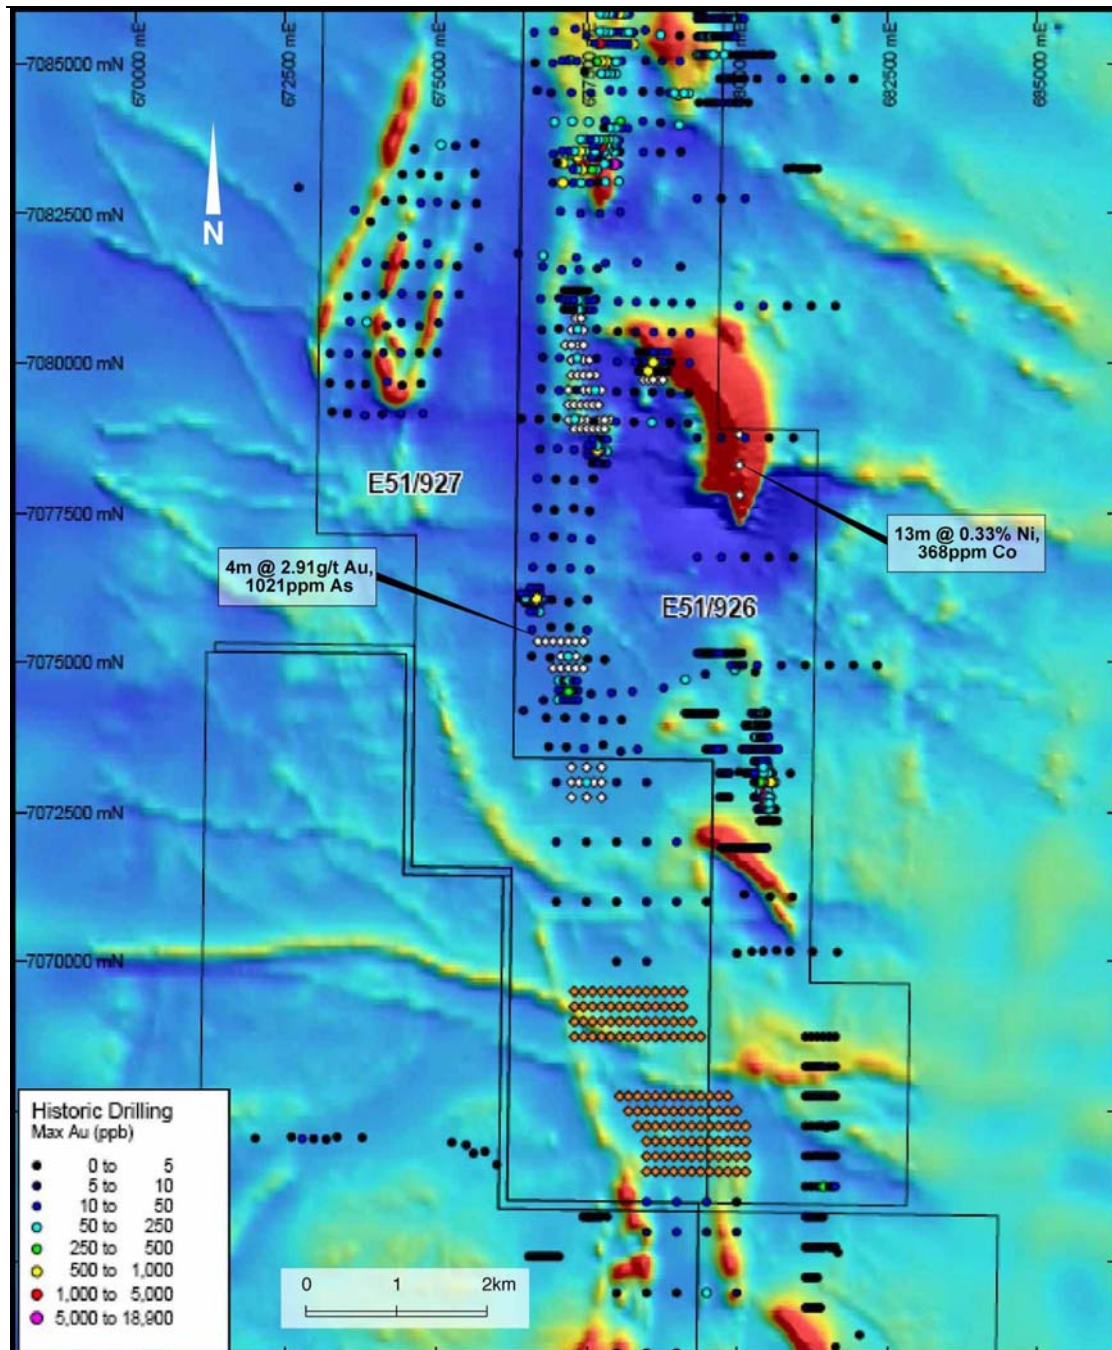 670000 mE
672500 mE
675000 mE
682500 mE
685000 mE
7085000 mN
7082500 mN
7080000 mN
7077500 mN
7075000 mN
7072500 mN
7070000 mN
N
E51/927
13m @ 0.33% Ni,
368ppm Co
4m @ 2.91g/t Au,
1021ppm As
E51/926
Historic Drilling
Max Au (ppb)
0 to 5
5 to 10
10 to 50
50 to 250
250 to 500
500 to 1,000
1,000 to 5,000
5,000 to 18,900
0 1 2km